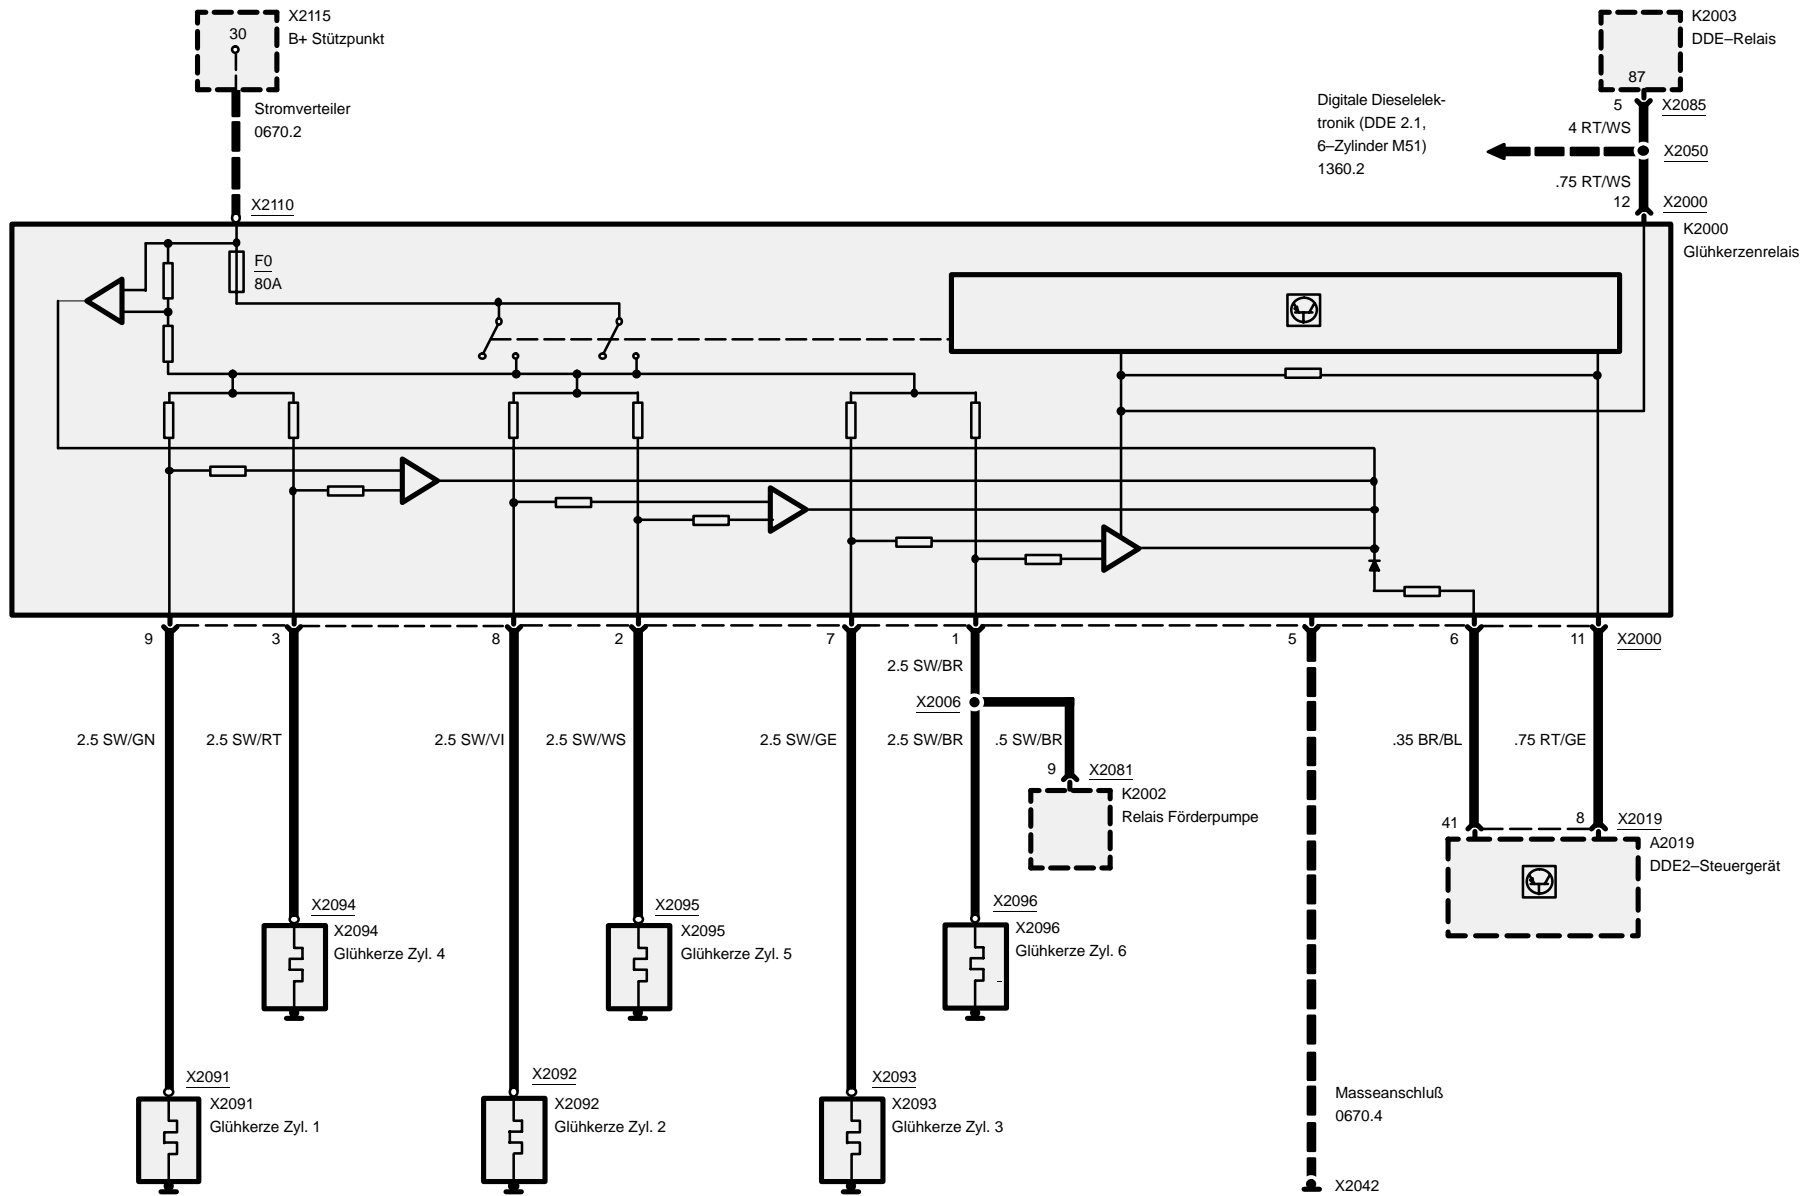 X2115
B+ Stützpunkt
30
Stromverteiler
0670.2
X2110
K2003
DDE–Relais
87
5
X2085
4 RT/WS
Digitale Dieselelek-
tronik (DDE 2.1,
6–Zylinder M51)
1360.2
X2050
.75 RT/WS
12
X2000
K2000
Glühkerzenrelais
F0
80A
9
3
8
2
7
1
5
6
11
X2000
2.5 SW/BR
X2006
2.5 SW/GN
2.5 SW/RT
2.5 SW/VI
2.5 SW/WS
2.5 SW/GE
2.5 SW/BR
.5 SW/BR
.35 BR/BL
.75 RT/GE
9
X2081
K2002
Relais Förderpumpe
41
8
X2019
A2019
DDE2–Steuergerät
X2094
X2094
Glühkerze Zyl. 4
X2095
X2095
Glühkerze Zyl. 5
X2096
X2096
Glühkerze Zyl. 6
X2091
X2091
Glühkerze Zyl. 1
X2092
X2092
Glühkerze Zyl. 2
X2093
X2093
Glühkerze Zyl. 3
Masseanschluß
0670.4
X2042